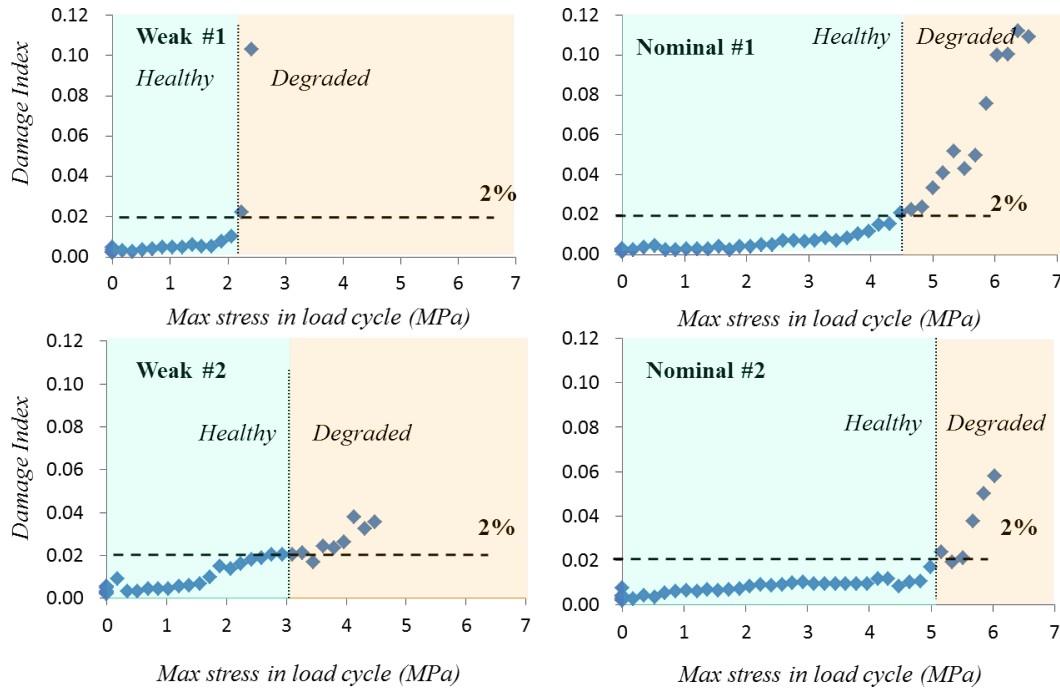 0.12
0.10
0.08
0.06
0.04
0.02
0.00
Damage Index
Weak #1
Healthy
Degraded
2%
0 1 2 3 4 5 6 7
Max stress in load cycle (MPa)
0.12
0.10
0.08
0.06
0.04
0.02
0.00
Nominal #1
Healthy
Degraded
2%
0 1 2 3 4 5 6 7
Max stress in load cycle (MPa)
0.12
0.10
0.08
0.06
0.04
0.02
0.00
Damage Index
Weak #2
Healthy
Degraded
2%
0 1 2 3 4 5 6 7
Max stress in load cycle (MPa)
0.12
0.10
0.08
0.06
0.04
0.02
0.00
Nominal #2
Healthy
Degraded
2%
0 1 2 3 4 5 6 7
Max stress in load cycle (MPa)